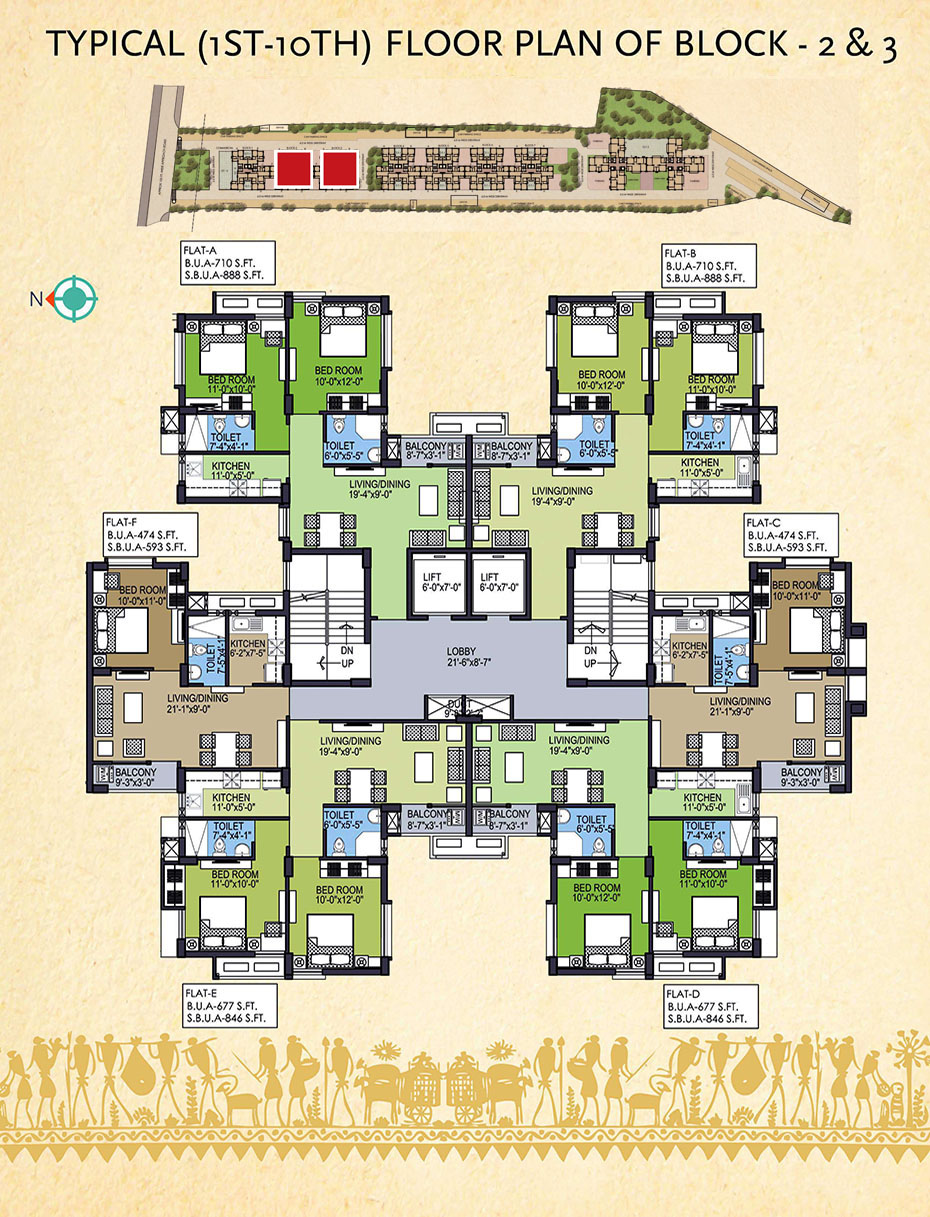 TYPICAL (1ST-10TH) FLOOR PLAN OF BLOCK - 2 & 3
FLAT-A
B.U.A-710 S.FT.
S.B.U.A-888 S.FT.
FLAT-B
B.U.A-710 S.FT.
S.B.U.A-888 S.FT.
N
BED ROOM
11'-0"x10'-0"
BED ROOM
10'-0"x12'-0"
BED ROOM
10'-0"x12'-0"
BED ROOM
11'-0"x10'-0"
TOILET
7'-4"x4'-1"
TOILET
6'-0"x5'-5"
BALCONY
8'-7"x3'-1"
W/M
W/M
BALCONY
8'-7"x3'-1"
TOILET
6'-0"x5'-5"
TOILET
7'-4"x4'-1"
KITCHEN
11'-0"x5'-0"
KITCHEN
11'-0"x5'-0"
LIVING/DINING
19'-4"x9'-0"
LIVING/DINING
19'-4"x9'-0"
FLAT-F
B.U.A-474 S.FT.
S.B.U.A-593 S.FT.
FLAT-C
B.U.A-474 S.FT.
S.B.U.A-593 S.FT.
LIFT
6'-0"x7'-0"
LIFT
6'-0"x7'-0"
BED ROOM
10'-0"x11'-0"
BED ROOM
10'-0"x11'-0"
TOILET
7'-5"x4'-1"
KITCHEN
6'-2"x7'-5"
DN
UP
LOBBY
21'-6"x8'-7"
DN
UP
KITCHEN
6'-2"x7'-5"
TOILET
7'-5"x4'-1"
LIVING/DINING
21'-1"x9'-0"
DUCT
LIVING/DINING
21'-1"x9'-0"
LIVING/DINING
19'-4"x9'-0"
LIVING/DINING
19'-4"x9'-0"
BALCONY
9'-3"x3'-0"
W/M
BALCONY
9'-3"x3'-0"
W/M
KITCHEN
11'-0"x5'-0"
KITCHEN
11'-0"x5'-0"
TOILET
7'-4"x4'-1"
TOILET
6'-0"x5'-5"
BALCONY
8'-7"x3'-1"
W/M
W/M
BALCONY
8'-7"x3'-1"
TOILET
6'-0"x5'-5"
TOILET
7'-4"x4'-1"
BED ROOM
11'-0"x10'-0"
BED ROOM
10'-0"x12'-0"
BED ROOM
10'-0"x12'-0"
BED ROOM
11'-0"x10'-0"
FLAT-E
B.U.A-677 S.FT.
S.B.U.A-846 S.FT.
FLAT-D
B.U.A-677 S.FT.
S.B.U.A-846 S.FT.